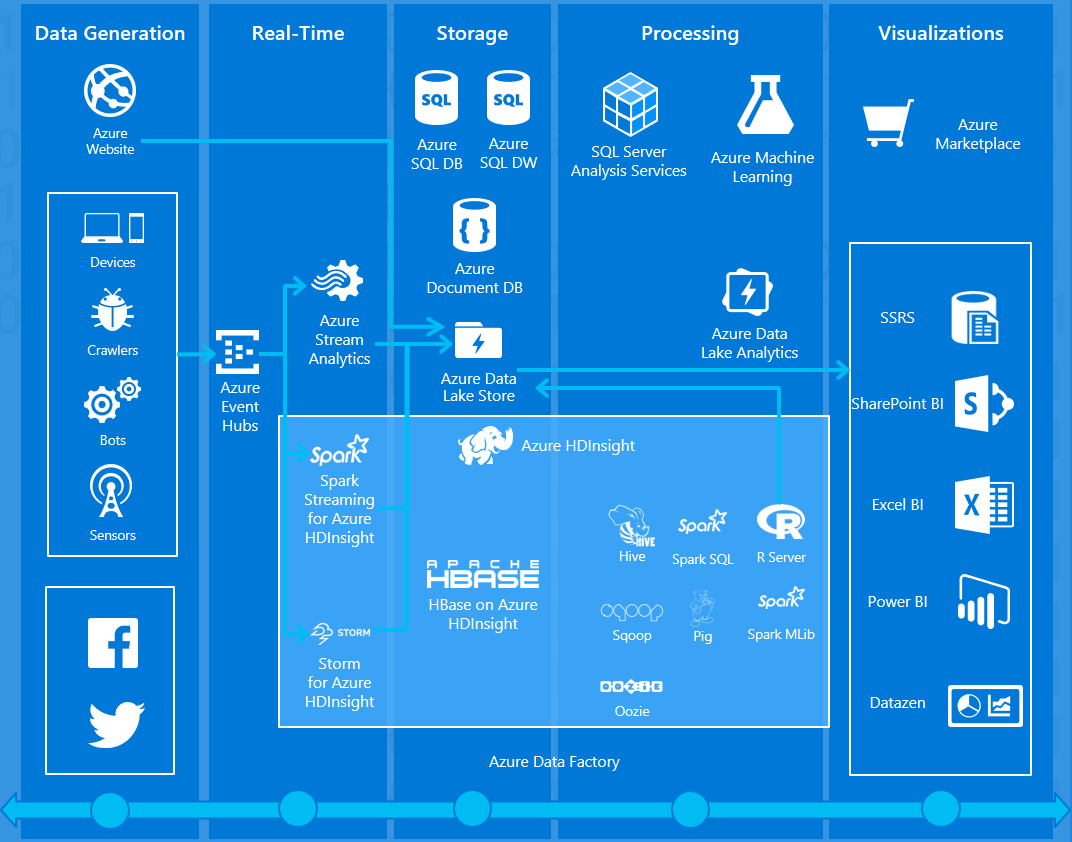 Data Generation
Real-Time
Storage
Processing
Visualizations
Azure
Website
Devices
Crawlers
Bots
Sensors
Azure
Event
Hubs
Azure
Stream
Analytics
SQL
Azure
SQL DB
SQL
Azure
SQL DW
{ }
Azure
Document DB
Azure Data
Lake Store
SQL Server
Analysis Services
Azure Machine
Learning
Azure Data
Lake Analytics
Azure
Marketplace
Azure HDInsight
Spark
Spark
Streaming
for Azure
HDInsight
STORM
Storm
for Azure
HDInsight
APACHE
HBASE
HBase on Azure
HDInsight
HIVE
Hive
Spark
Spark SQL
R
R Server
sqoop
Sqoop
Pig
Spark
Spark MLib
OOZIE
Oozie
SSRS
SharePoint BI
S
Excel BI
X
Power BI
Datazen
Azure Data Factory